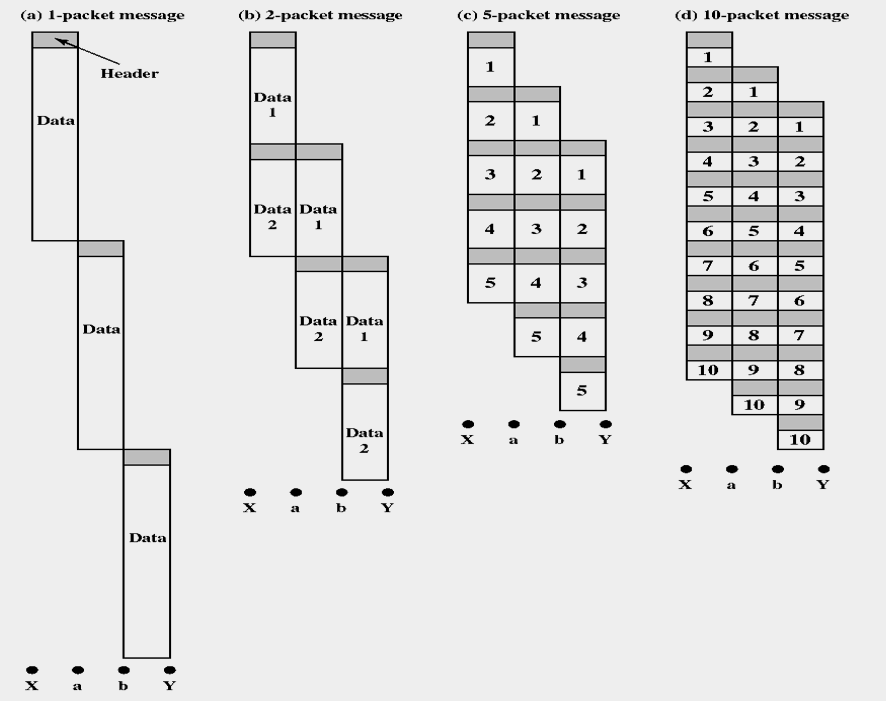 (a) 1-packet message
Header
Data
Data
Data
X a b Y
(b) 2-packet message
Data
1
Data
2
Data
1
Data
2
Data
1
Data
2
X a b Y
(c) 5-packet message
1
2 1
3 2 1
4 3 2
5 4 3
5 4
5
X a b Y
(d) 10-packet message
1
2 1
3 2 1
4 3 2
5 4 3
6 5 4
7 6 5
8 7 6
9 8 7
10 9 8
10 9
10
X a b Y